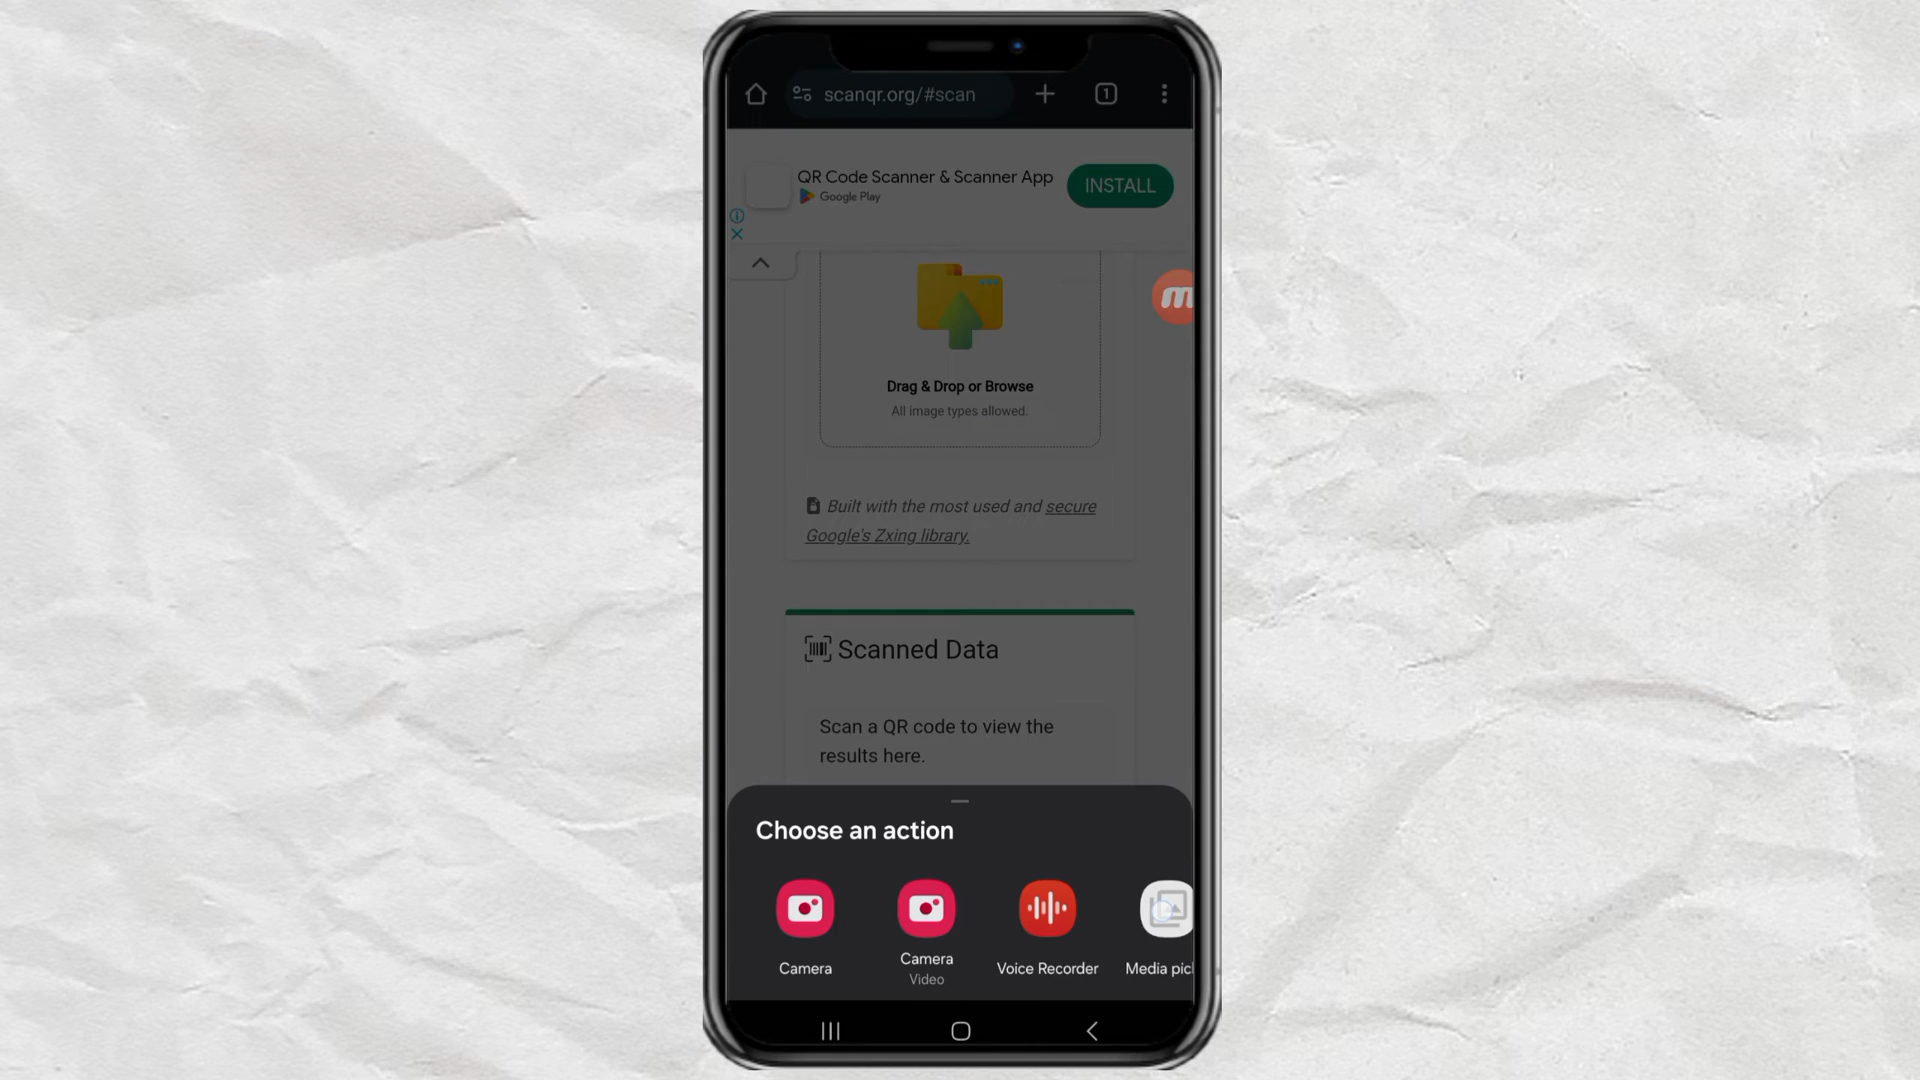 scanqr.org/#scan
1
QR Code Scanner & Scanner App
Google Play
INSTALL
Drag & Drop or Browse
All image types allowed.
Built with the most used and secure
Google's Zxing library.
Scanned Data
Scan a QR code to view the
results here.
Choose an action
Camera
Camera
Video
Voice Recorder
Media pic